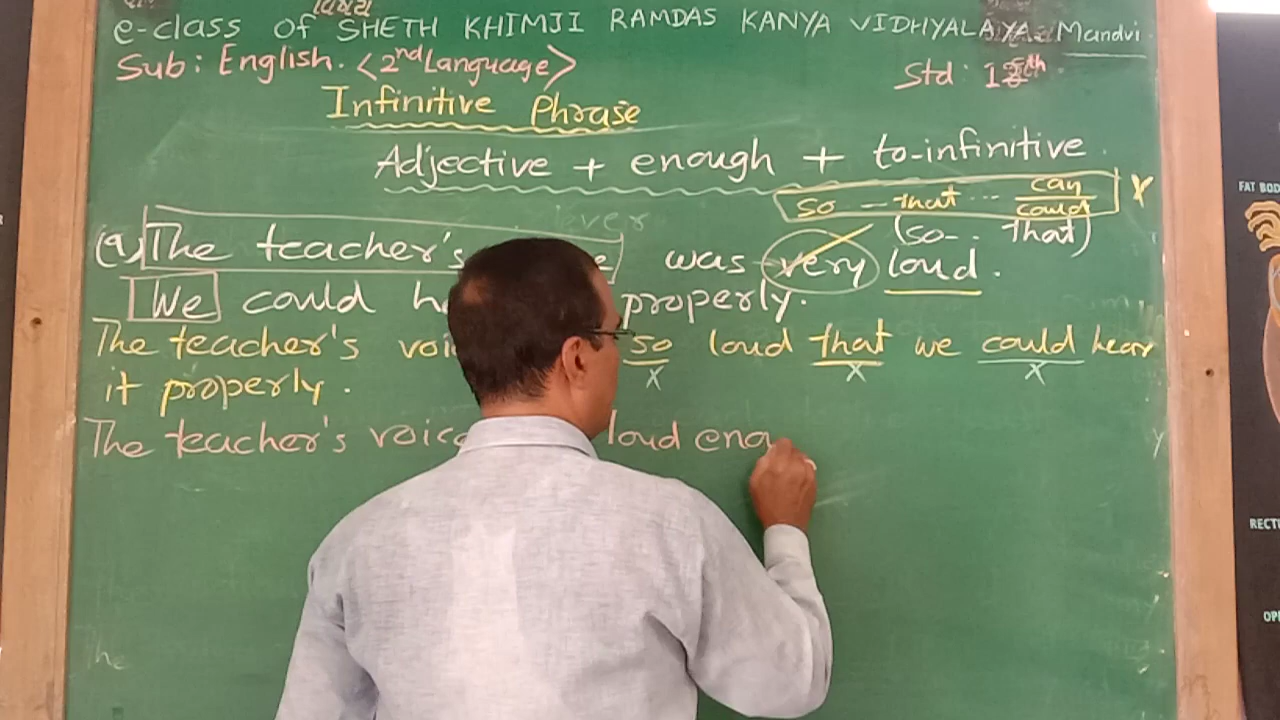 e-class of SHETH KHIMJI RAMDAS KANYA VIDHYALAYA - Mandvi
Sub: English. <2nd Language>
Std:
Infinitive Phrase
Adjective + enough + to-infinitive
so - that ... can
could
(so - .. that)
(a) The teacher's was very loud.
We could properly.
The teacher's so loud that we could hear
x x x
it properly.
The teacher's loud
FAT